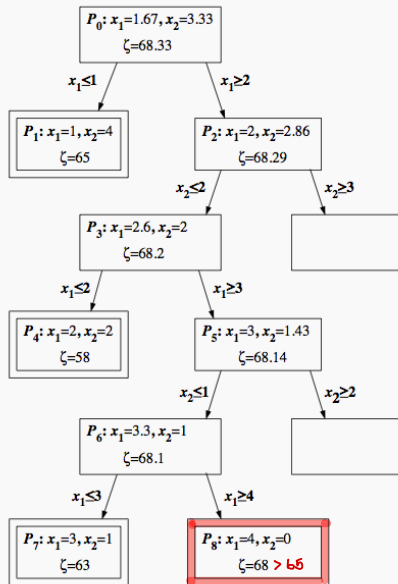 P0: x1=1.67, x2=3.33
ζ=68.33
x1≤1
x1≥2
P1: x1=1, x2=4
ζ=65
P2: x1=2, x2=2.86
ζ=68.29
x2≤2
x2≥3
P3: x1=2.6, x2=2
ζ=68.2
x1≤2
x1≥3
P4: x1=2, x2=2
ζ=58
P5: x1=3, x2=1.43
ζ=68.14
x2≤1
x2≥2
P6: x1=3.3, x2=1
ζ=68.1
x1≤3
x1≥4
P7: x1=3, x2=1
ζ=63
P8: x1=4, x2=0
ζ=68 > 65